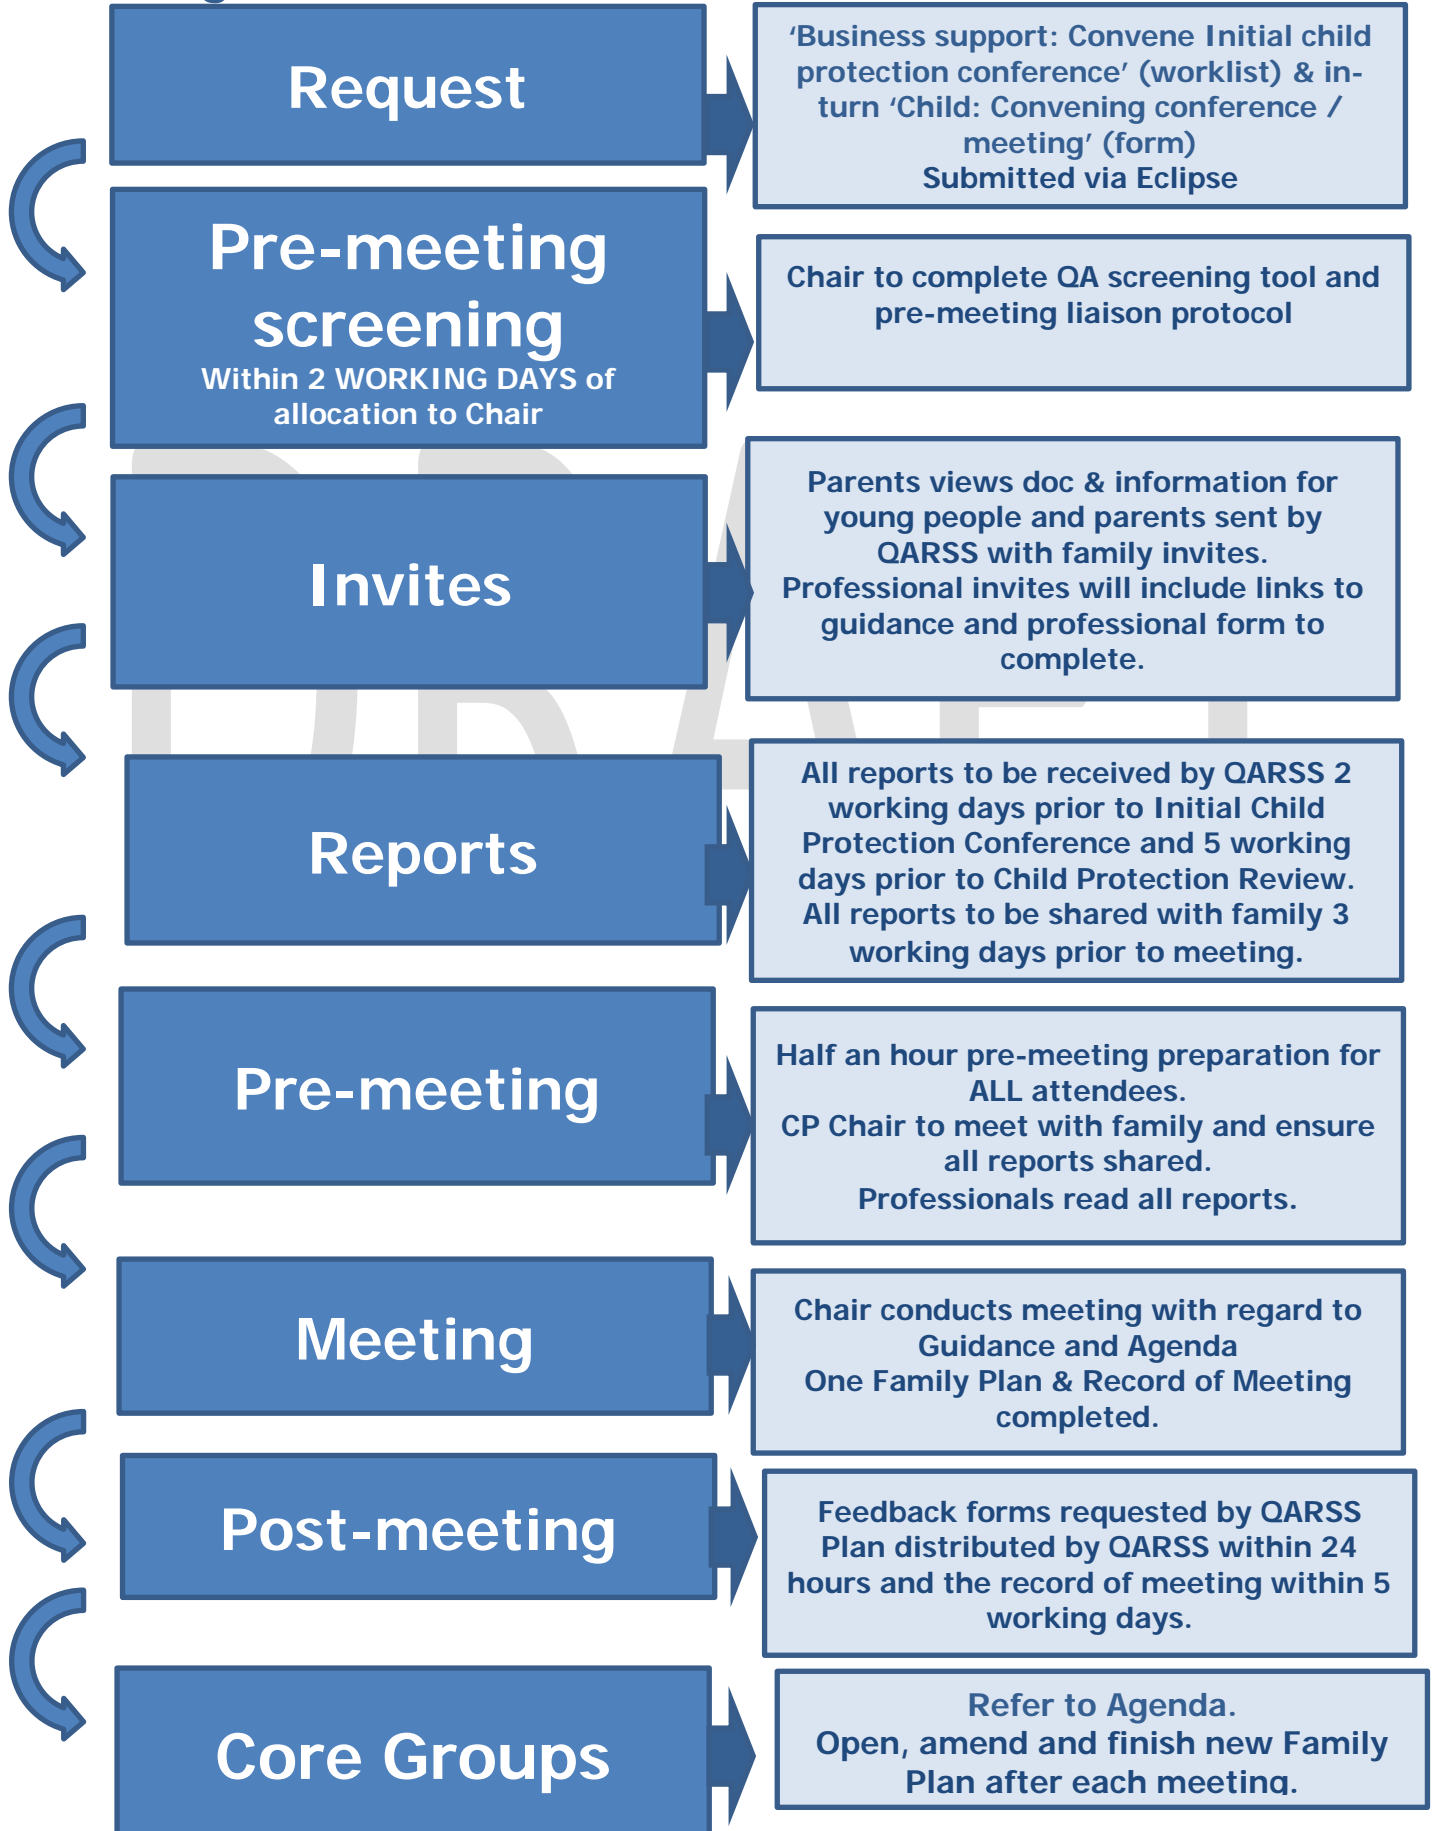 Request
‘Business support: Convene Initial child
protection conference’ (worklist) & in-
turn ‘Child: Convening conference /
meeting’ (form)
Submitted via Eclipse
Pre-meeting
screening
Within 2 WORKING DAYS of
allocation to Chair
Chair to complete QA screening tool and
pre-meeting liaison protocol
Invites
Parents views doc & information for
young people and parents sent by
QARSS with family invites.
Professional invites will include links to
guidance and professional form to
complete.
Reports
All reports to be received by QARSS 2
working days prior to Initial Child
Protection Conference and 5 working
days prior to Child Protection Review.
All reports to be shared with family 3
working days prior to meeting.
Pre-meeting
Half an hour pre-meeting preparation for
ALL attendees.
CP Chair to meet with family and ensure
all reports shared.
Professionals read all reports.
Meeting
Chair conducts meeting with regard to
Guidance and Agenda
One Family Plan & Record of Meeting
completed.
Post-meeting
Feedback forms requested by QARSS
Plan distributed by QARSS within 24
hours and the record of meeting within 5
working days.
Core Groups
Refer to Agenda.
Open, amend and finish new Family
Plan after each meeting.
DRAFT